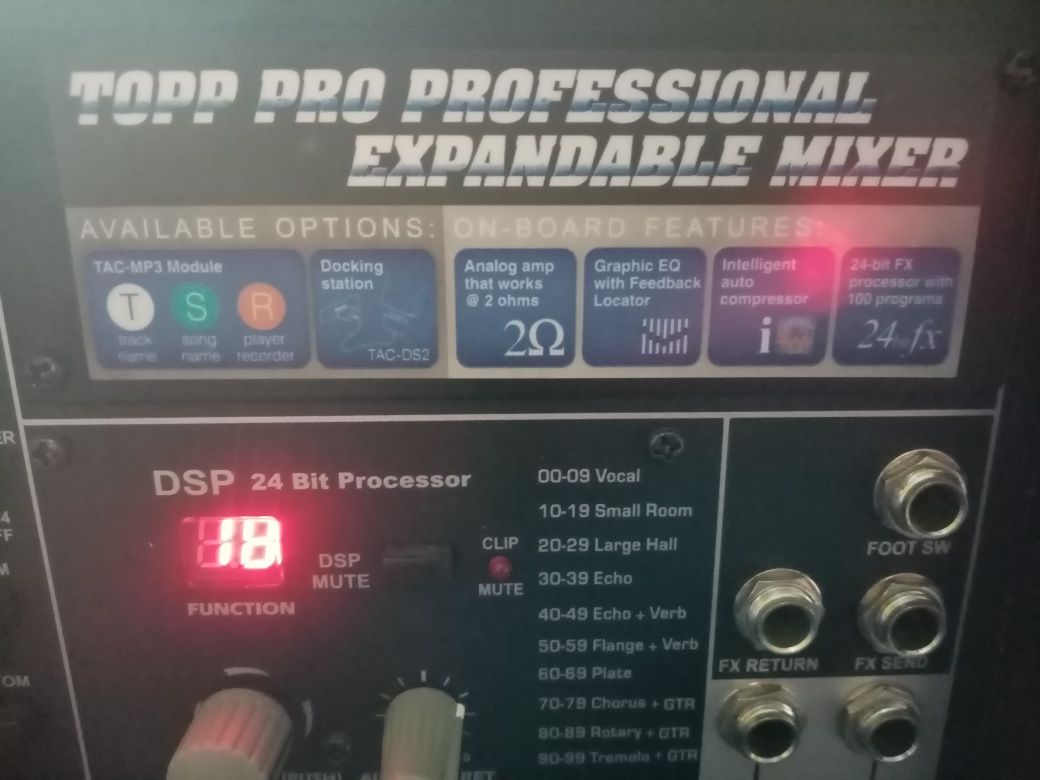 TOPP PRO PROFESSIONAL
EXPANDABLE MIXER
AVAILABLE OPTIONS:
TAC-MP3 Module
T S R
track name
song name
player recorder
Docking
station
TAC-DS2
ON-BOARD FEATURES:
Analog amp
that works
@ 2 ohms
2Ω
Graphic EQ
with Feedback
Locator
Intelligent
auto
compressor
i
24-bit FX
processor with
100 programs
24bit fx
DSP 24 Bit Processor
18
FUNCTION
DSP
MUTE
CLIP
MUTE
00-09 Vocal
10-19 Small Room
20-29 Large Hall
30-39 Echo
40-49 Echo + Verb
50-59 Flange + Verb
60-69 Plate
70-79 Chorus + GTR
80-89 Rotary + GTR
90-99 Tremolo + GTR
FOOT SW
FX RETURN
FX SEND
(PUSH)